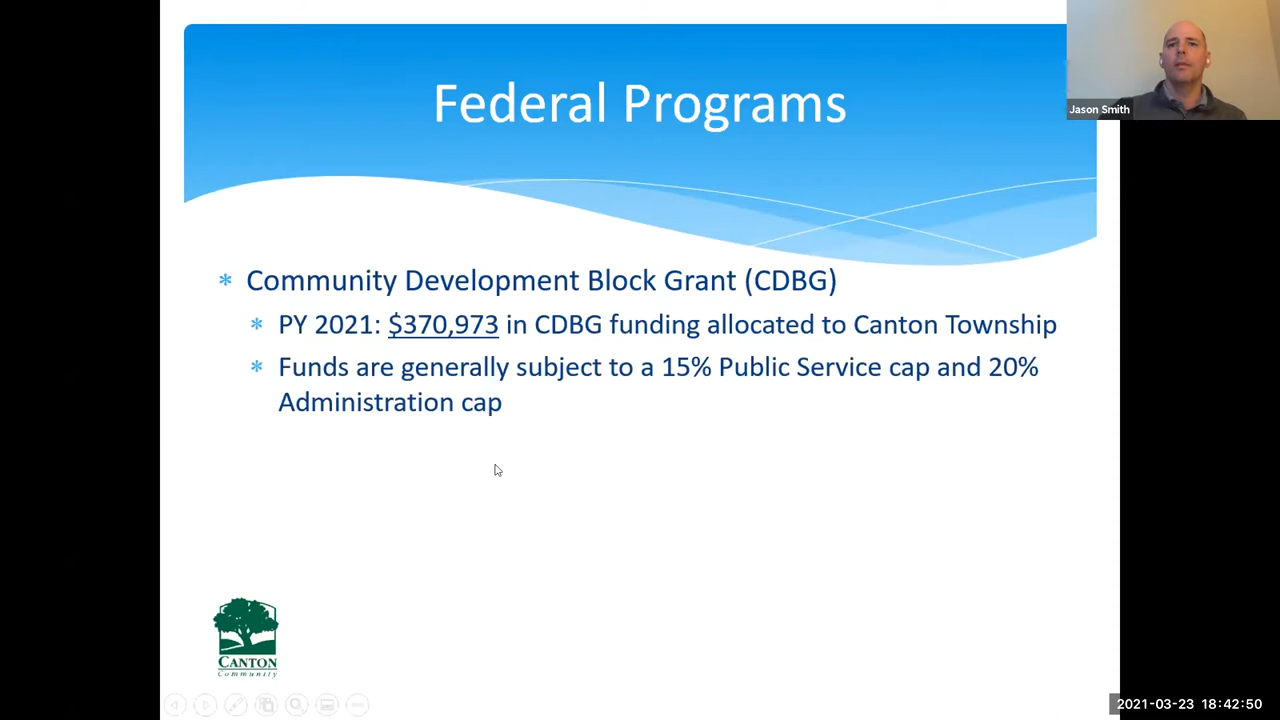 Federal Programs
Jason Smith
* Community Development Block Grant (CDBG)
* PY 2021: $370,973 in CDBG funding allocated to Canton Township
* Funds are generally subject to a 15% Public Service cap and 20%
Administration cap
CANTON
Community
2021-03-23 18:42:50